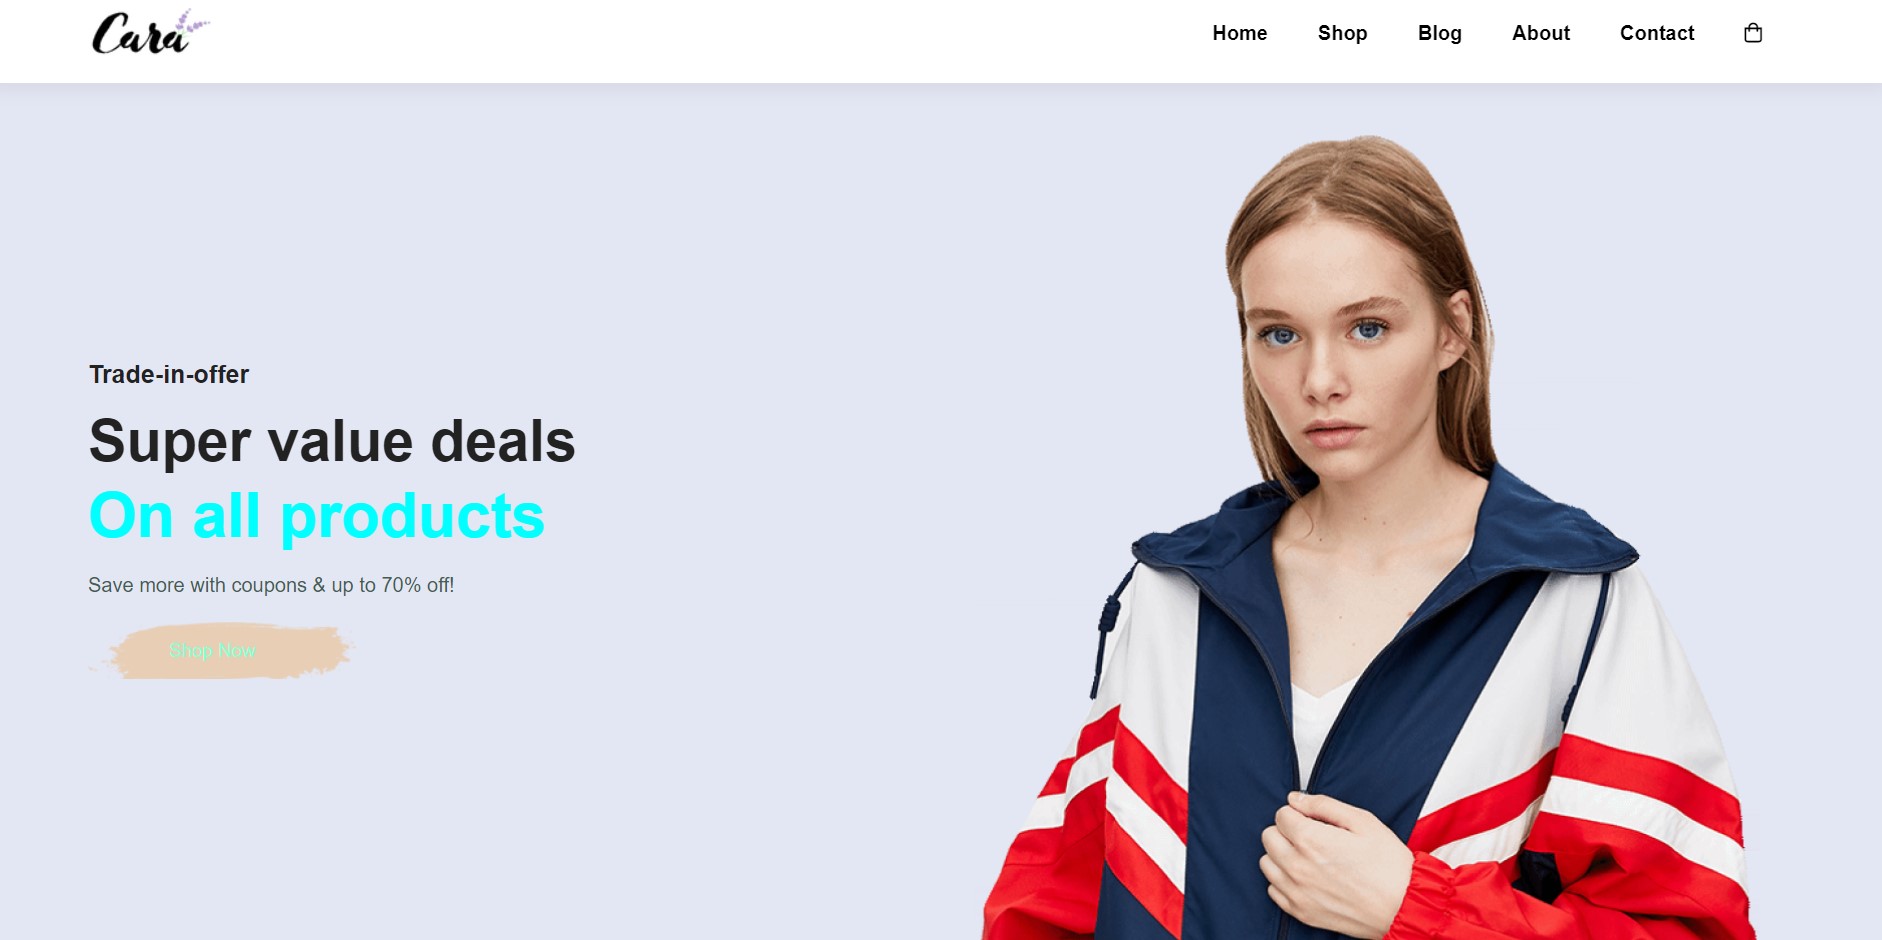 Cara
Home Shop Blog About Contact
Trade-in-offer
Super value deals
On all products
Save more with coupons & up to 70% off!
Shop Now